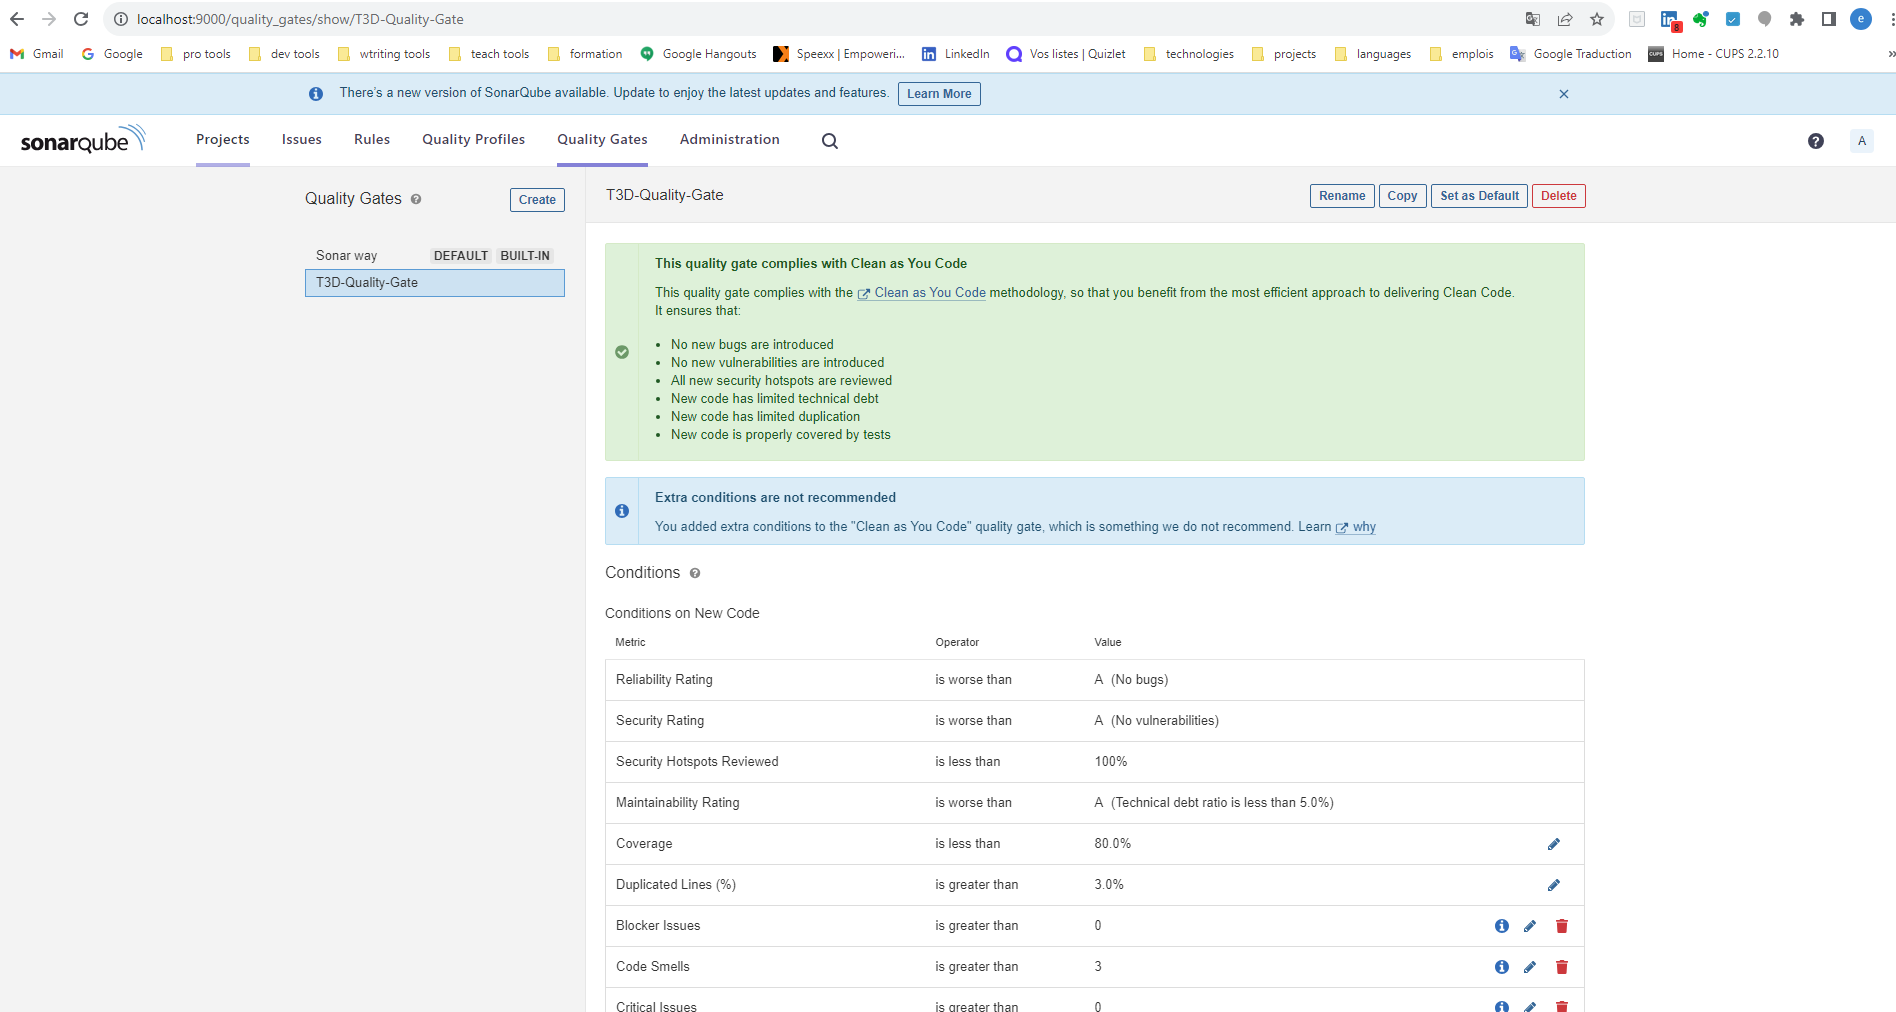 localhost:9000/quality_gates/show/T3D-Quality-Gate
8
e
Gmail Google pro tools dev tools wtriting tools teach tools formation Google Hangouts Speexx | Empoweri... LinkedIn Vos listes | Quizlet technologies projects languages emplois Google Traduction CUPS Home - CUPS 2.2.10 »
There's a new version of SonarQube available. Update to enjoy the latest updates and features. Learn More
sonarqube Projects Issues Rules Quality Profiles Quality Gates Administration ? A
Quality Gates ? Create
Sonar way DEFAULT BUILT-IN
T3D-Quality-Gate
T3D-Quality-Gate Rename Copy Set as Default Delete
This quality gate complies with Clean as You Code
This quality gate complies with the Clean as You Code methodology, so that you benefit from the most efficient approach to delivering Clean Code.
It ensures that:
• No new bugs are introduced
• No new vulnerabilities are introduced
• All new security hotspots are reviewed
• New code has limited technical debt
• New code has limited duplication
• New code is properly covered by tests
Extra conditions are not recommended
You added extra conditions to the "Clean as You Code" quality gate, which is something we do not recommend. Learn why
Conditions ?
Conditions on New Code
Metric Operator Value
Reliability Rating is worse than A (No bugs)
Security Rating is worse than A (No vulnerabilities)
Security Hotspots Reviewed is less than 100%
Maintainability Rating is worse than A (Technical debt ratio is less than 5.0%)
Coverage is less than 80.0%
Duplicated Lines (%) is greater than 3.0%
Blocker Issues is greater than 0
Code Smells is greater than 3
Critical Issues is greater than 0